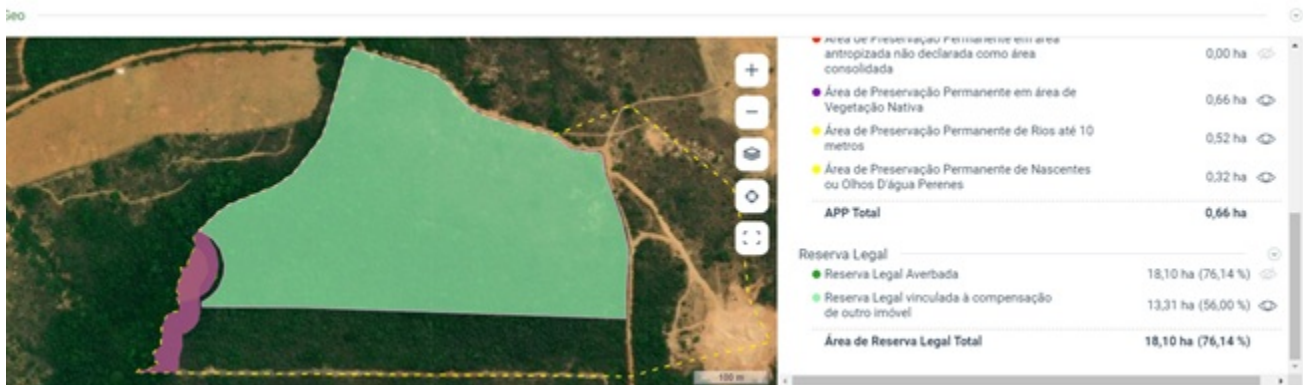 Geo
Área de Preservação Permanente em área
antropizada não declarada como área
consolidada
0,00 ha
Área de Preservação Permanente em área de
Vegetação Nativa
0,66 ha
Área de Preservação Permanente de Rios até 10
metros
0,52 ha
Área de Preservação Permanente de Nascentes
ou Olhos D'água Perenes
0,32 ha
APP Total
0,66 ha
Reserva Legal
Reserva Legal Averbada
18,10 ha (76,14 %)
Reserva Legal vinculada à compensação
de outro imóvel
13,31 ha (56,00 %)
Área de Reserva Legal Total
18,10 ha (76,14 %)
100 m